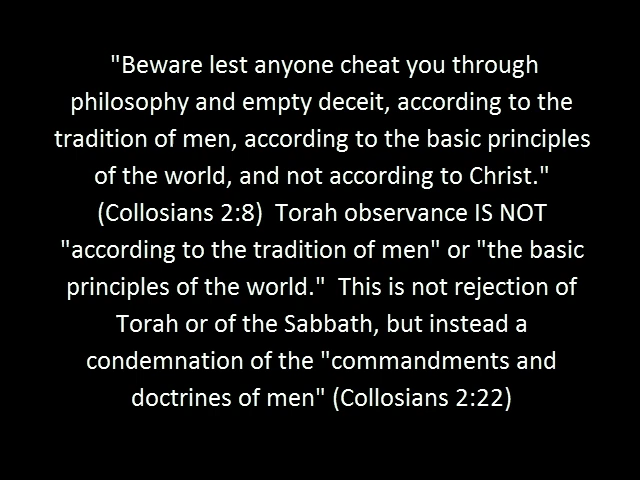 "Beware lest anyone cheat you through
philosophy and empty deceit, according to the
tradition of men, according to the basic principles
of the world, and not according to Christ."
(Collosians 2:8)  Torah observance IS NOT
"according to the tradition of men" or "the basic
principles of the world."  This is not rejection of
Torah or of the Sabbath, but instead a
condemnation of the "commandments and
doctrines of men" (Collosians 2:22)